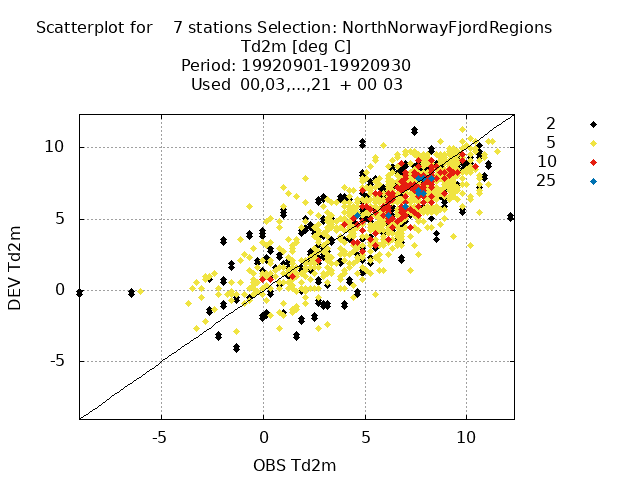 Scatterplot for 7 stations Selection: NorthNorwayFjordRegions
Td2m [deg C]
Period: 19920901-19920930
Used 00,03,...,21 + 00 03
2
5
10
25
10
5
0
-5
DEV Td2m
-5 0 5 10
OBS Td2m